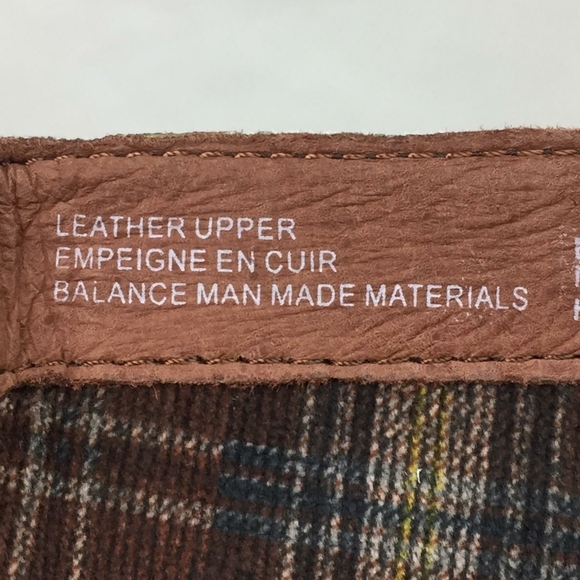 LEATHER UPPER
EMPEIGNE EN CUIR
BALANCE MAN MADE MATERIALS